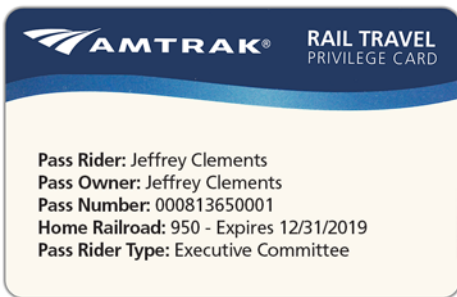 AMTRAK®
RAIL TRAVEL
PRIVILEGE CARD
Pass Rider: Jeffrey Clements
Pass Owner: Jeffrey Clements
Pass Number: 000813650001
Home Railroad: 950 - Expires 12/31/2019
Pass Rider Type: Executive Committee